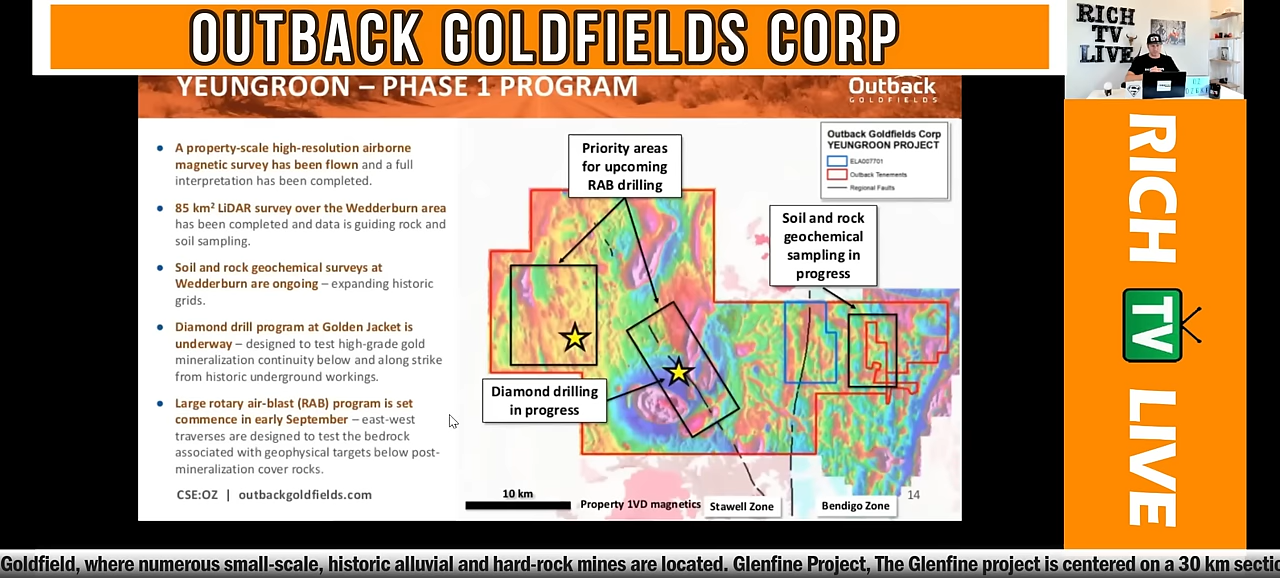 OUTBACK GOLDFIELDS CORP
RICH
TV
LIVE
YEUNGROON – PHASE 1 PROGRAM
Outback
GOLDFIELDS
• A property-scale high-resolution airborne
magnetic survey has been flown and a full
interpretation has been completed.
• 85 km² LiDAR survey over the Wedderburn area
has been completed and data is guiding rock and
soil sampling.
• Soil and rock geochemical surveys at
Wedderburn are ongoing – expanding historic
grids.
• Diamond drill program at Golden Jacket is
underway – designed to test high-grade gold
mineralization continuity below and along strike
from historic underground workings.
• Large rotary air-blast (RAB) program is set
commence in early September – east-west
traverses are designed to test the bedrock
associated with geophysical targets below post-
mineralization cover rocks.
CSE:OZ | outbackgoldfields.com
Priority areas
for upcoming
RAB drilling
Outback Goldfields Corp
YEUNGROON PROJECT
ELA007701
Outback Tenements
Regional Faults
Soil and rock
geochemical
sampling in
progress
Diamond drilling
in progress
10 km
Property 1VD magnetics
Stawell Zone
Bendigo Zone
14
RICH
TV
LIVE
Goldfield, where numerous small-scale, historic alluvial and hard-rock mines are located. Glenfine Project, The Glenfine project is centered on a 30 km sectio